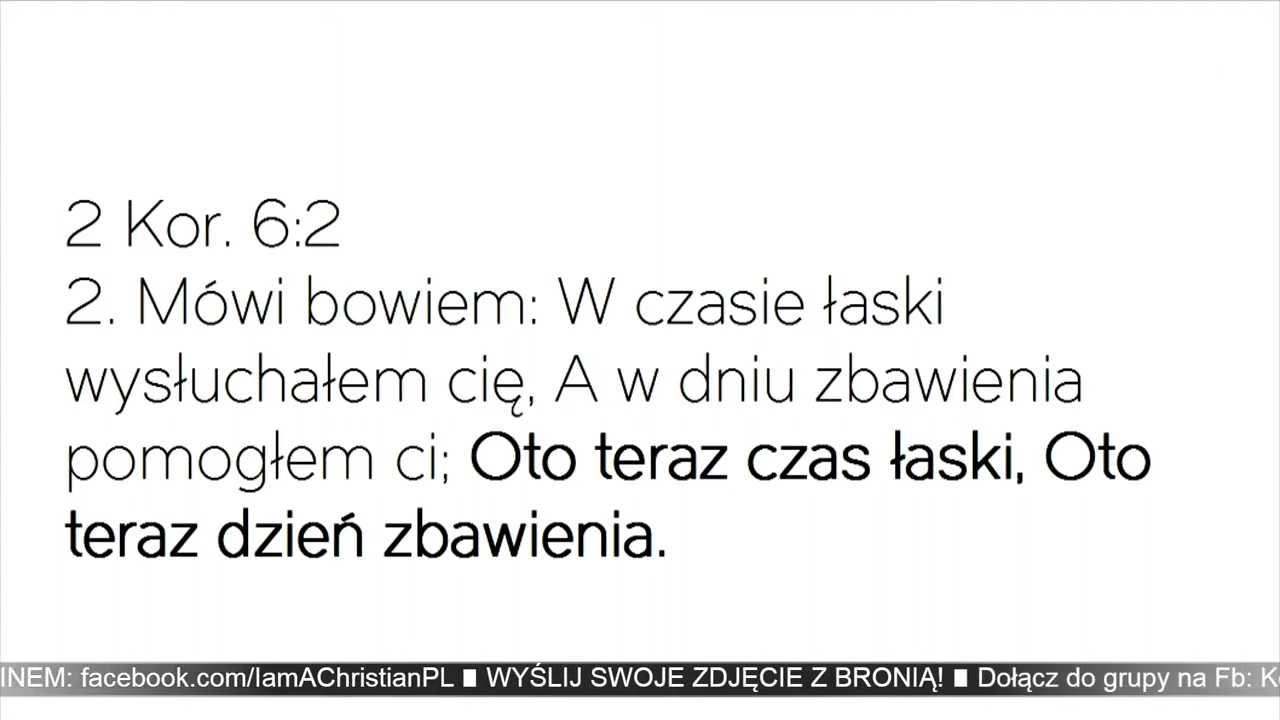 2 Kor. 6:2
2. Mówi bowiem: W czasie łaski
wysłuchałem cię, A w dniu zbawienia
pomogłem ci; Oto teraz czas łaski, Oto
teraz dzień zbawienia.
INEM: facebook.com/IamAChristianPL ∎ WYŚLIJ SWOJE ZDJĘCIE Z BRONIĄ! ∎ Dołącz do grupy na Fb: